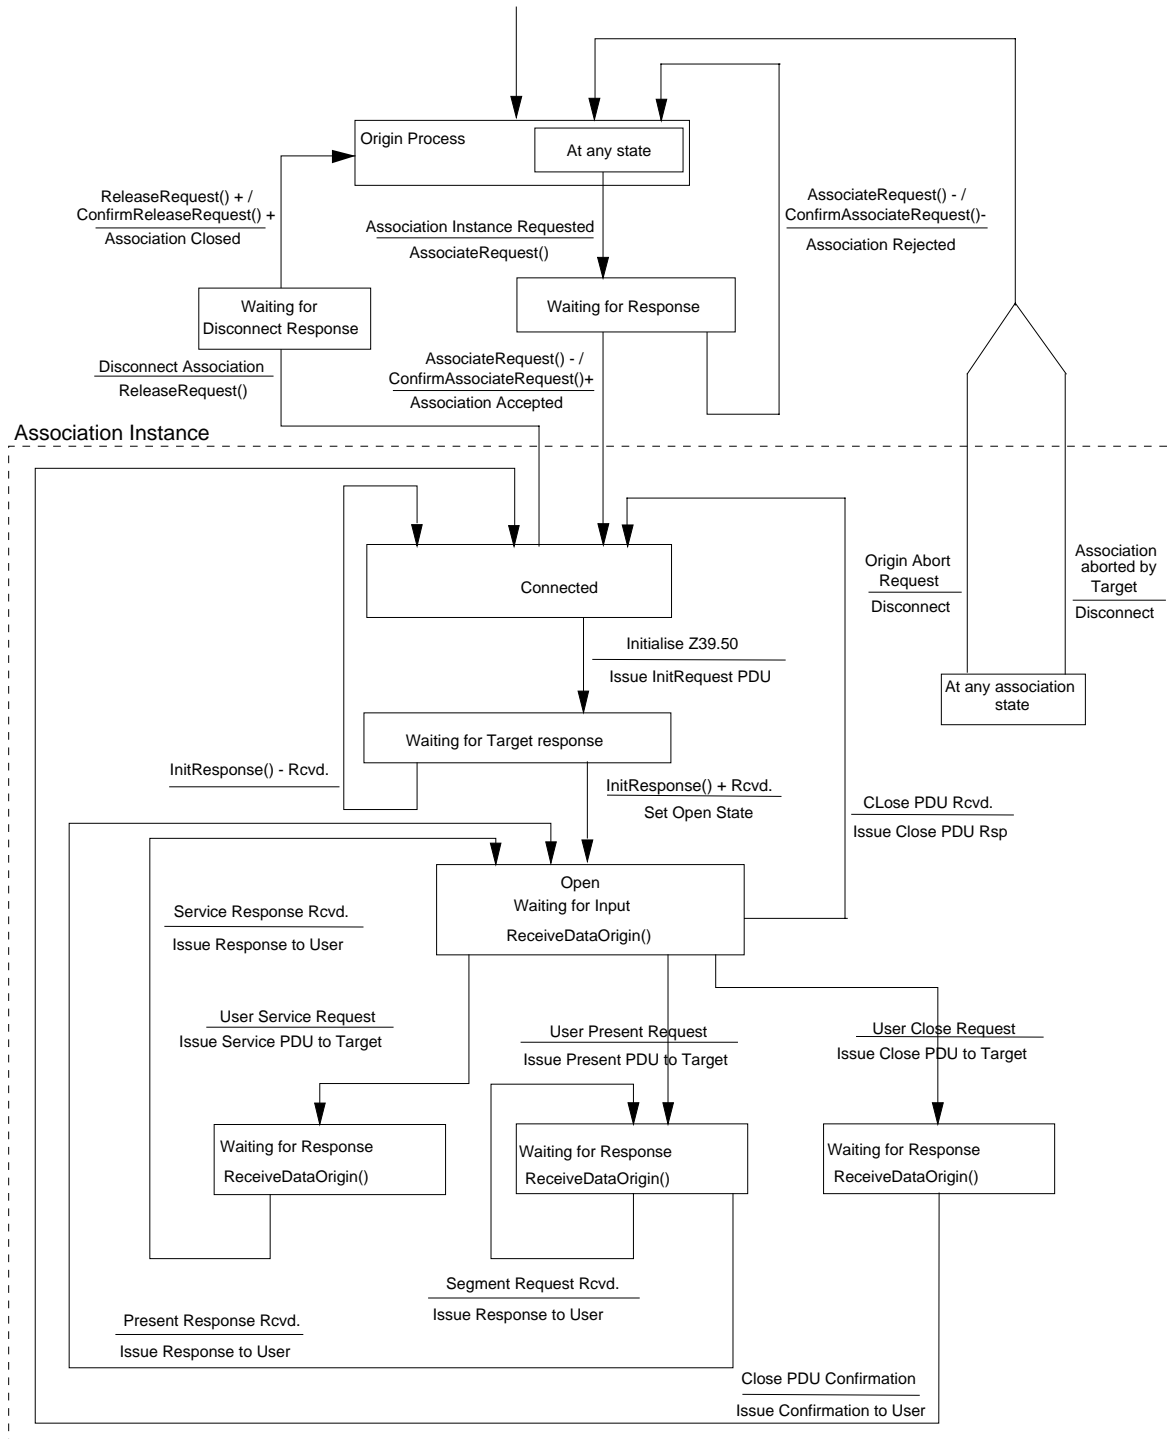 Origin Process
At any state
ReleaseRequest() + /
ConfirmReleaseRequest() +
Association Closed
Association Instance Requested
AssociateRequest()
AssociateRequest() - /
ConfirmAssociateRequest()-
Association Rejected
Waiting for
Disconnect Response
Waiting for Response
Disconnect Association
ReleaseRequest()
AssociateRequest() - /
ConfirmAssociateRequest()+
Association Accepted
Association Instance
Connected
Origin Abort
Request
Disconnect
Association
aborted by
Target
Disconnect
Initialise Z39.50
Issue InitRequest PDU
At any association
state
Waiting for Target response
InitResponse() - Rcvd.
InitResponse() + Rcvd.
Set Open State
CLose PDU Rcvd.
Issue Close PDU Rsp
Open
Waiting for Input
ReceiveDataOrigin()
Service Response Rcvd.
Issue Response to User
User Service Request
Issue Service PDU to Target
User Present Request
Issue Present PDU to Target
User Close Request
Issue Close PDU to Target
Waiting for Response
ReceiveDataOrigin()
Waiting for Response
ReceiveDataOrigin()
Waiting for Response
ReceiveDataOrigin()
Segment Request Rcvd.
Issue Response to User
Present Response Rcvd.
Issue Response to User
Close PDU Confirmation
Issue Confirmation to User